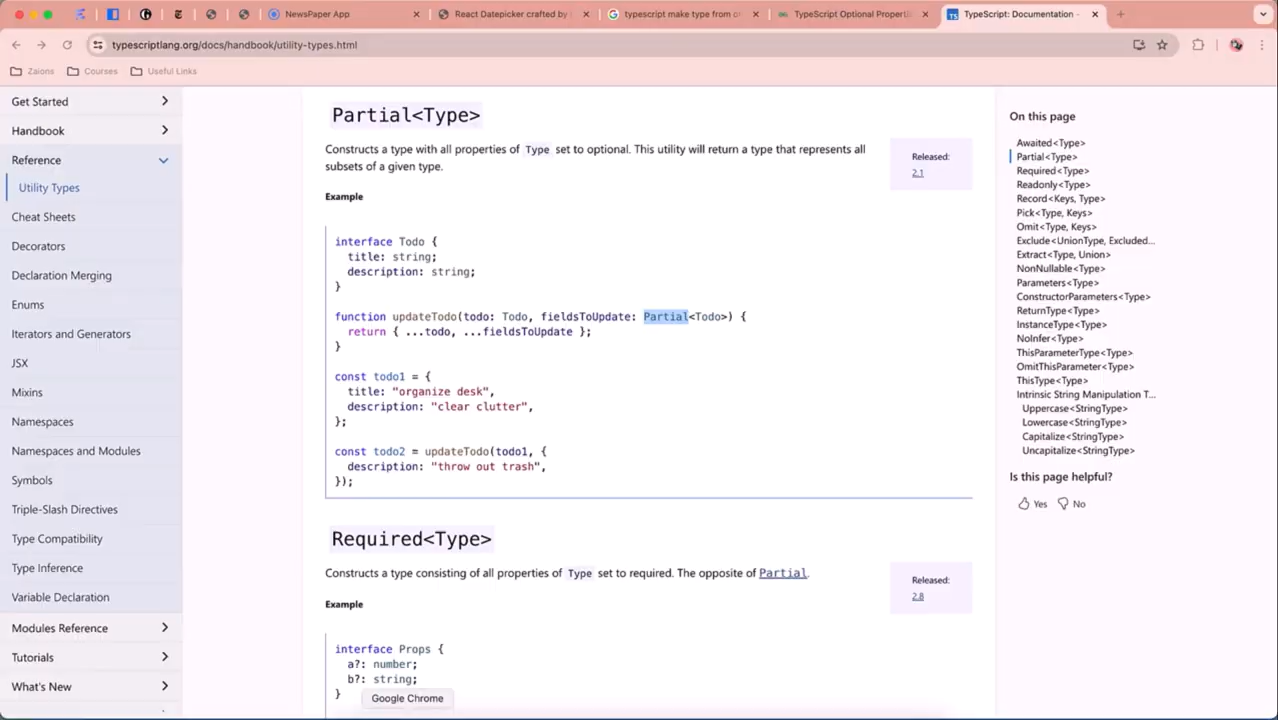 NewsPaper App
React Datepicker crafted by
typescript make type from o
TypeScript Optional Properti
TypeScript: Documentation -
typescriptlang.org/docs/handbook/utility-types.html
Zaions
Courses
Useful Links
Get Started
Handbook
Reference
Utility Types
Cheat Sheets
Decorators
Declaration Merging
Enums
Iterators and Generators
JSX
Mixins
Namespaces
Namespaces and Modules
Symbols
Triple-Slash Directives
Type Compatibility
Type Inference
Variable Declaration
Modules Reference
Tutorials
What's New
Partial<Type>
Constructs a type with all properties of Type set to optional. This utility will return a type that represents all
subsets of a given type.
Released:
2.1
Example
interface Todo {
title: string;
description: string;
}
function updateTodo(todo: Todo, fieldsToUpdate: Partial<Todo>) {
return { ...todo, ...fieldsToUpdate };
}
const todo1 = {
title: "organize desk",
description: "clear clutter",
};
const todo2 = updateTodo(todo1, {
description: "throw out trash",
});
Required<Type>
Constructs a type consisting of all properties of Type set to required. The opposite of Partial.
Released:
2.8
Example
interface Props {
a?: number;
b?: string;
}
Google Chrome
On this page
Awaited<Type>
Partial<Type>
Required<Type>
Readonly<Type>
Record<Keys, Type>
Pick<Type, Keys>
Omit<Type, Keys>
Exclude<UnionType, Excluded...
Extract<Type, Union>
NonNullable<Type>
Parameters<Type>
ConstructorParameters<Type>
ReturnType<Type>
InstanceType<Type>
NoInfer<Type>
ThisParameterType<Type>
OmitThisParameter<Type>
ThisType<Type>
Intrinsic String Manipulation T...
Uppercase<StringType>
Lowercase<StringType>
Capitalize<StringType>
Uncapitalize<StringType>
Is this page helpful?
Yes
No